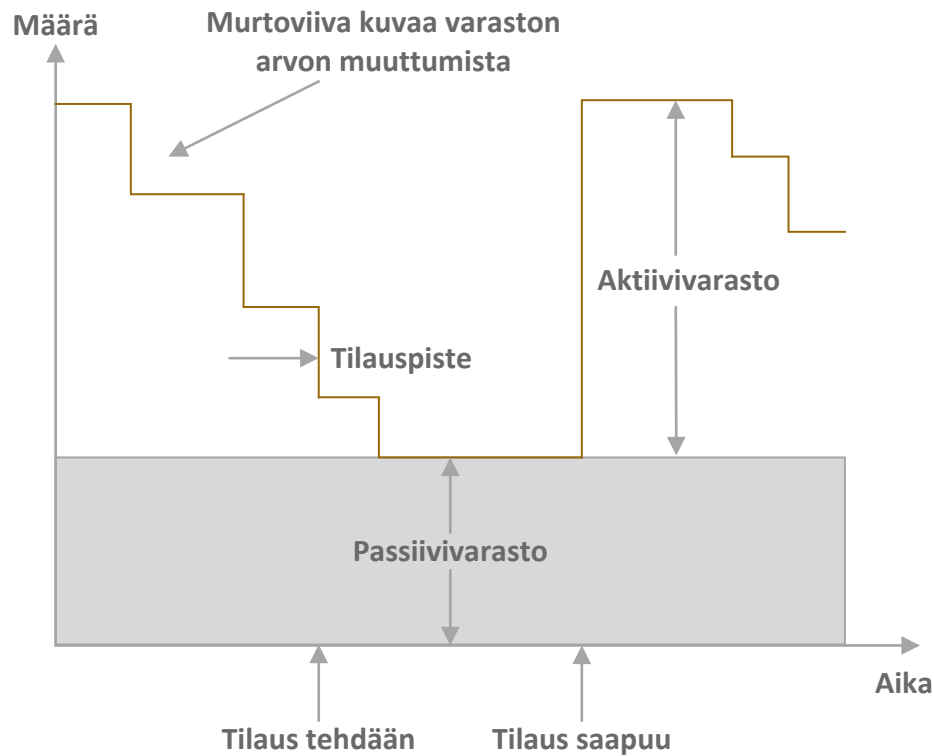 Määrä
Murtoviiva kuvaa varaston
arvon muuttumista
Aktiivivarasto
Tilauspiste
Passiivivarasto
Aika
Tilaus tehdään
Tilaus saapuu